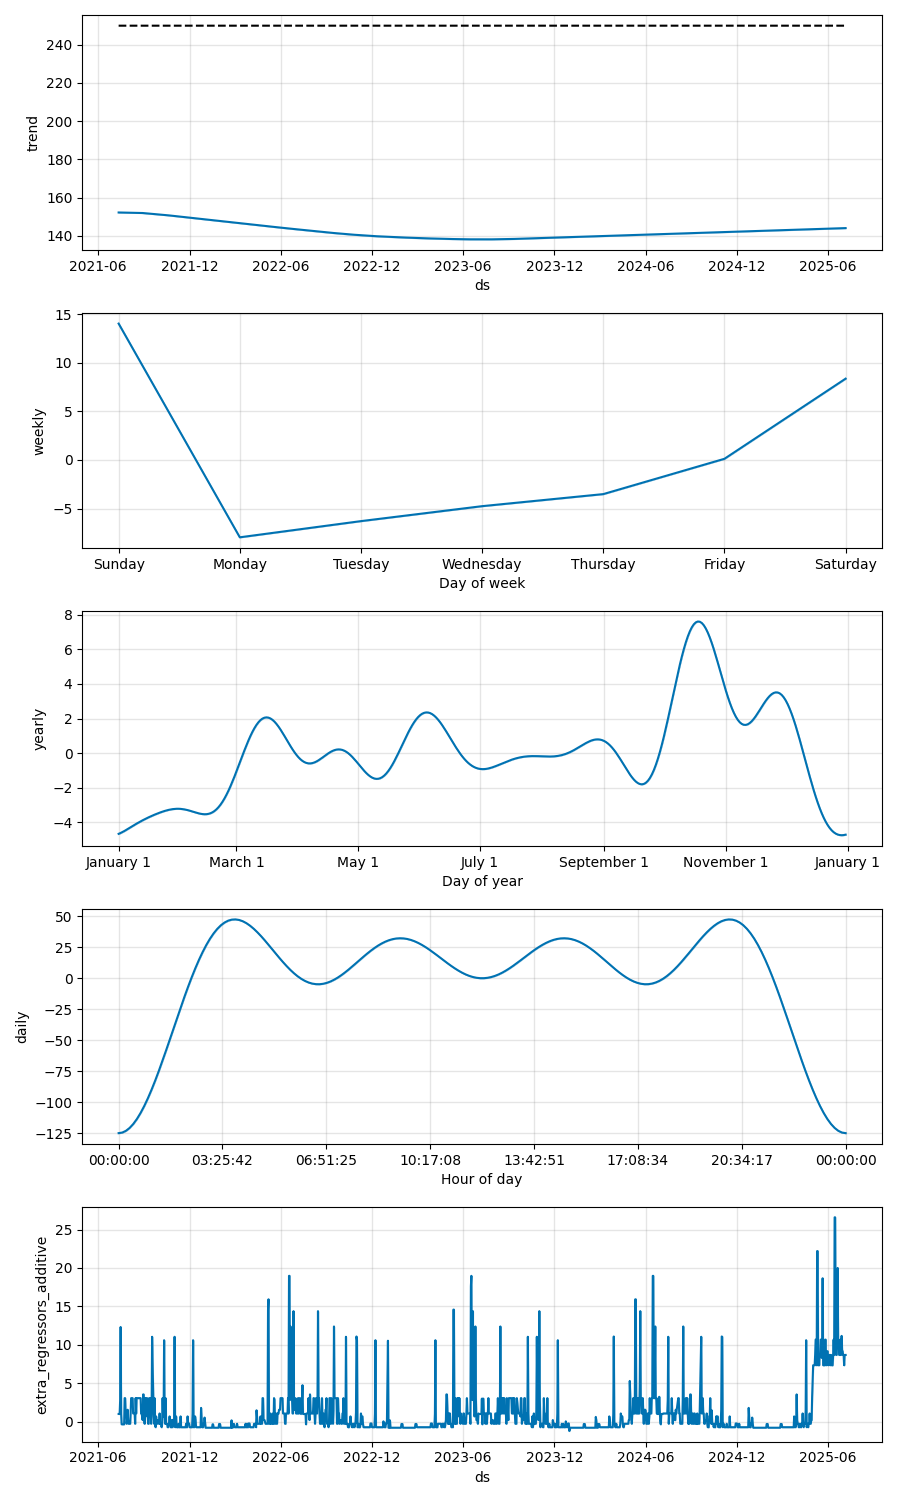 240
220
200
180
160
140
trend
2021-06 2021-12 2022-06 2022-12 2023-06 2023-12 2024-06 2024-12 2025-06
ds
15
10
5
0
−5
weekly
Sunday Monday Tuesday Wednesday Thursday Friday Saturday
Day of week
8
6
4
2
0
−2
−4
yearly
January 1 March 1 May 1 July 1 September 1 November 1 January 1
Day of year
50
25
0
−25
−50
−75
−100
−125
daily
00:00:00 03:25:42 06:51:25 10:17:08 13:42:51 17:08:34 20:34:17 00:00:00
Hour of day
25
20
15
10
5
0
extra_regressors_additive
2021-06 2021-12 2022-06 2022-12 2023-06 2023-12 2024-06 2024-12 2025-06
ds